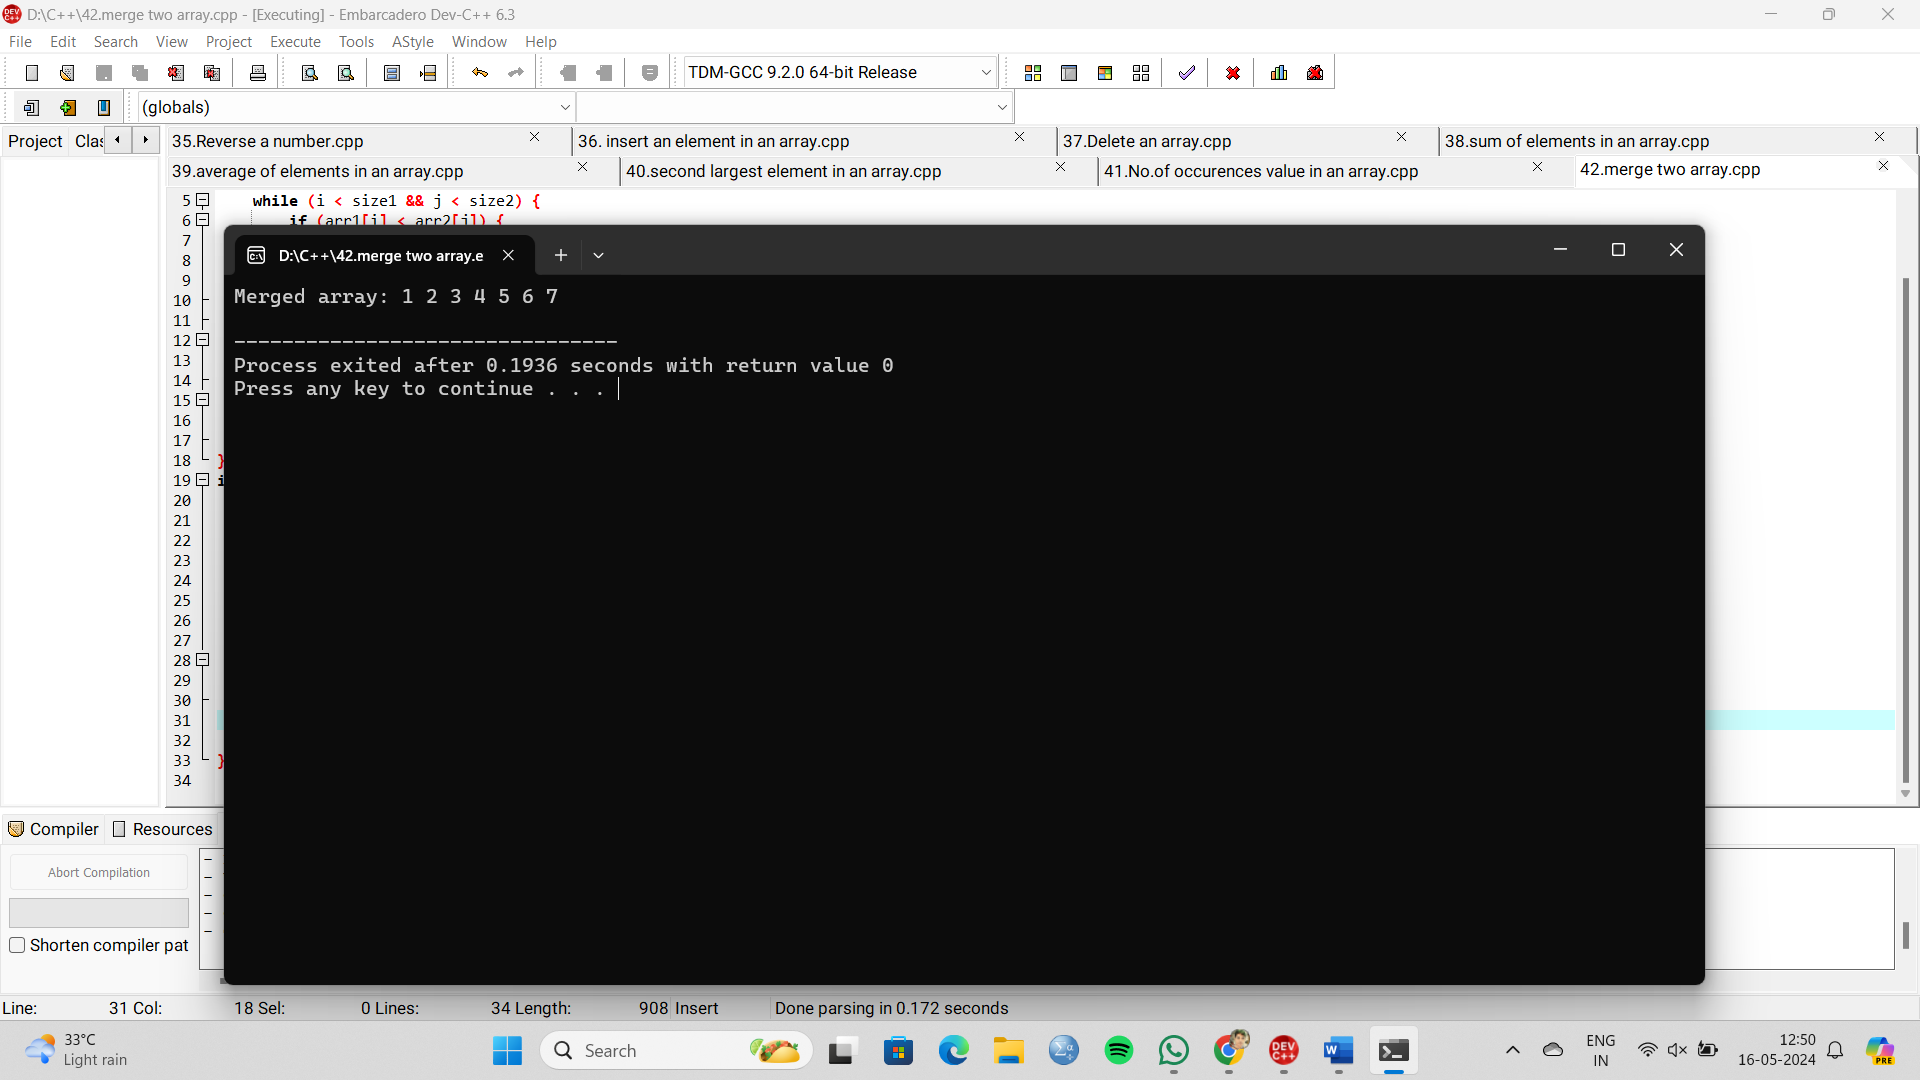 D:\C++\42.merge two array.cpp - [Executing] - Embarcadero Dev-C++ 6.3
File Edit Search View Project Execute Tools AStyle Window Help
TDM-GCC 9.2.0 64-bit Release
(globals)
Project Clas 35.Reverse a number.cpp 36. insert an element in an array.cpp 37.Delete an array.cpp 38.sum of elements in an array.cpp
39.average of elements in an array.cpp 40.second largest element in an array.cpp 41.No.of occurences value in an array.cpp 42.merge two array.cpp
5 while (i < size1 && j < size2) {
6 if (arr1[i] < arr2[j]) {
7
8
9
10
11
12
13
14
15
16
17
18 }
19 i
20
21
22
23
24
25
26
27
28
29
30
31
32
33 }
34
D:\C++\42.merge two array.e
Merged array: 1 2 3 4 5 6 7
--------------------------------
Process exited after 0.1936 seconds with return value 0
Press any key to continue . . .
Compiler Resources
Abort Compilation
Shorten compiler pat
Line: 31 Col: 18 Sel: 0 Lines: 34 Length: 908 Insert Done parsing in 0.172 seconds
33°C
Light rain
Search
DEV C++
ENG
IN
12:50
16-05-2024
PRE